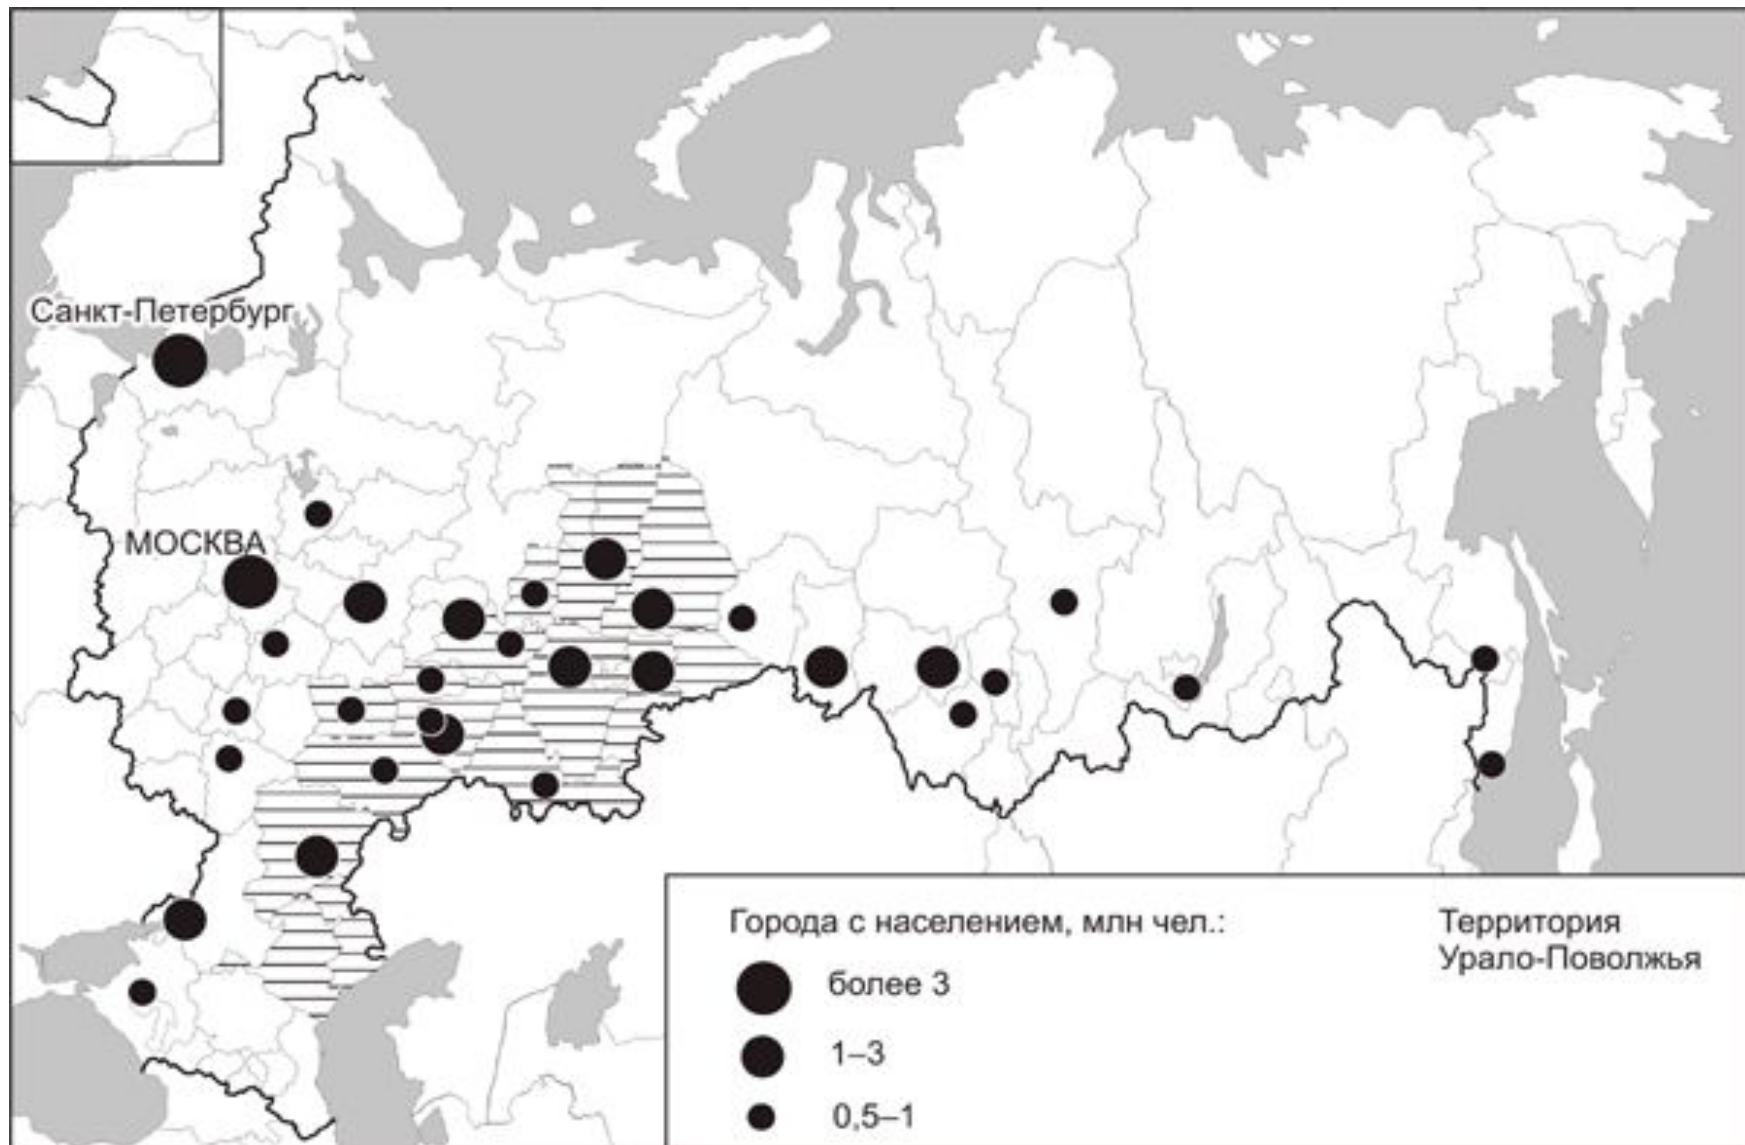 Санкт-Петербург
МОСКВА
Города с населением, млн чел.:
более 3
1–3
0,5–1
Территория
Урало-Поволжья